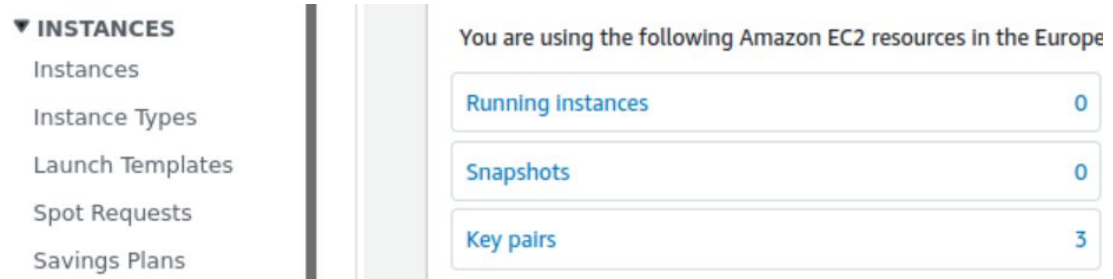 ▼ INSTANCES
Instances
Instance Types
Launch Templates
Spot Requests
Savings Plans
You are using the following Amazon EC2 resources in the Europe
Running instances 0
Snapshots 0
Key pairs 3